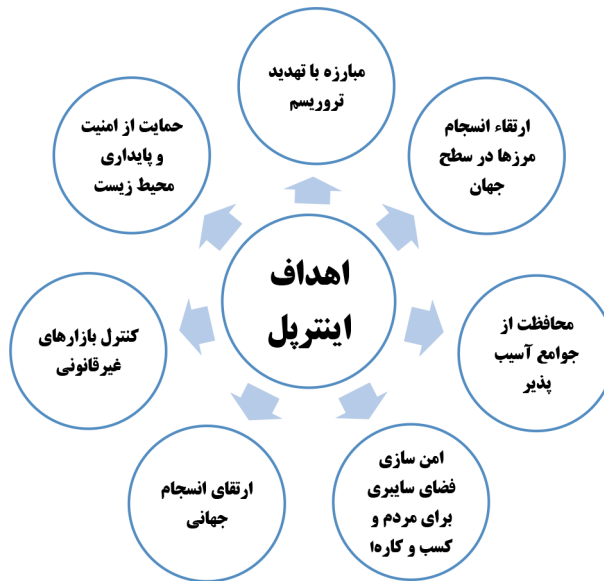 اهداف
اینترپل
مبارزه با تهدید
تروریسم
ارتقاء انسجام
مرزها در سطح
جهان
محافظت از
جوامع آسیب
پذیر
امن سازی
فضای سایبری
برای مردم و
کسب و کاره!
ارتقای انسجام
جهانی
کنترل بازارهای
غیرقانونی
حمایت از امنیت
و پایداری
محیط زیست